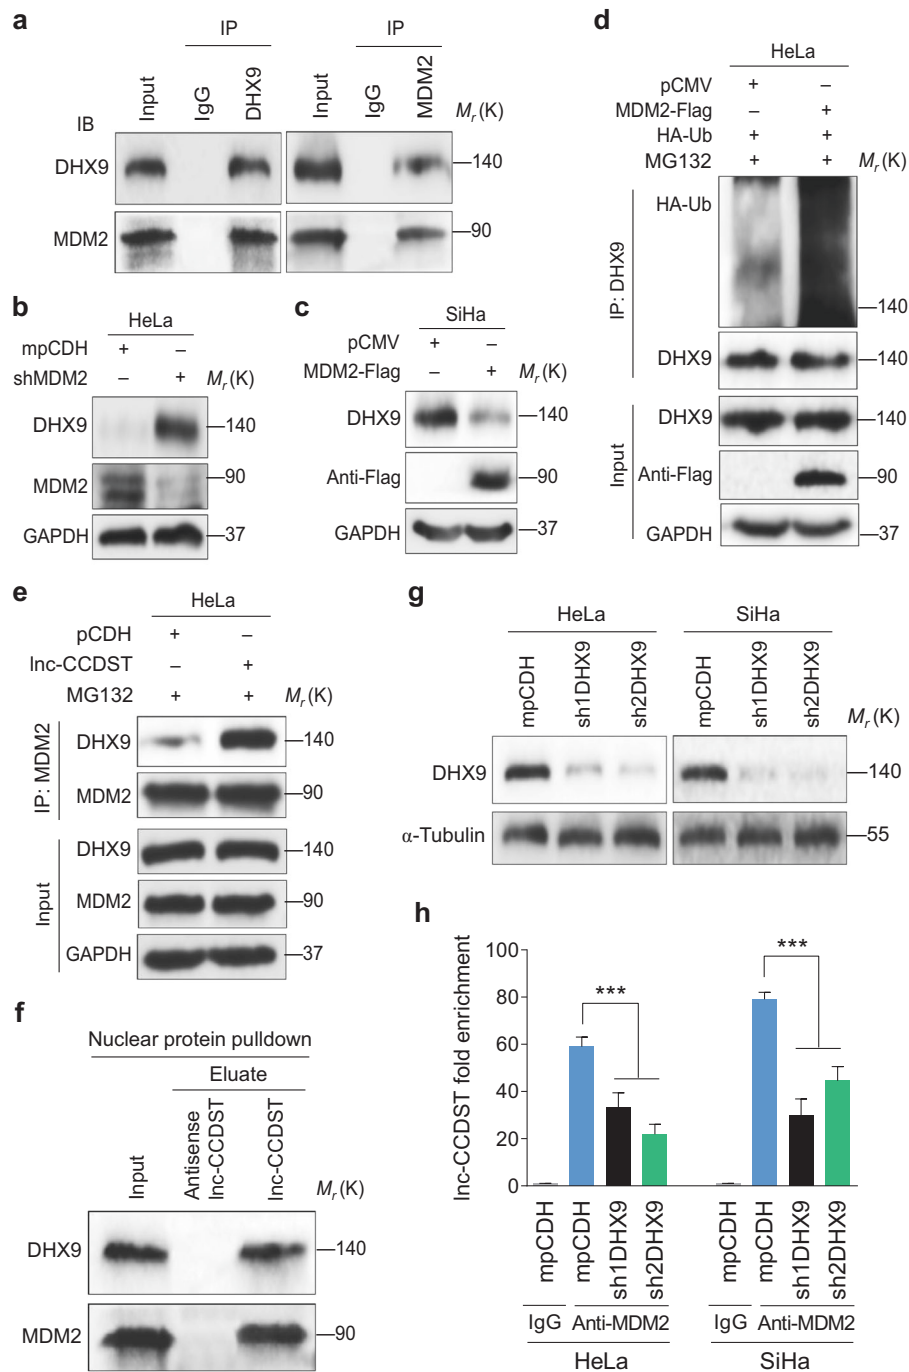 a
IP
IP
Input
IgG
DHX9
Input
IgG
MDM2
Mr (K)
IB
DHX9
140
MDM2
90
b
HeLa
mpCDH + –
shMDM2 – + Mr (K)
DHX9
140
MDM2
90
GAPDH
37
c
SiHa
pCMV + –
MDM2-Flag – + Mr (K)
DHX9
140
Anti-Flag
90
GAPDH
37
d
HeLa
pCMV + –
MDM2-Flag – +
HA-Ub + +
MG132 + + Mr (K)
IP: DHX9
HA-Ub
140
DHX9
140
Input
DHX9
140
Anti-Flag
90
GAPDH
37
e
HeLa
pCDH + –
lnc-CCDST – +
MG132 + + Mr (K)
IP: MDM2
DHX9
140
MDM2
90
Input
DHX9
140
MDM2
90
GAPDH
37
f
Nuclear protein pulldown
Eluate
Input
Antisense
lnc-CCDST
lnc-CCDST
Mr (K)
DHX9
140
MDM2
90
g
HeLa
SiHa
mpCDH
sh1DHX9
sh2DHX9
mpCDH
sh1DHX9
sh2DHX9
Mr (K)
DHX9
140
α-Tubulin
55
h
lnc-CCDST fold enrichment
100
80
60
40
20
0
***
***
mpCDH
mpCDH
sh1DHX9
sh2DHX9
mpCDH
mpCDH
sh1DHX9
sh2DHX9
IgG Anti-MDM2 IgG Anti-MDM2
HeLa SiHa